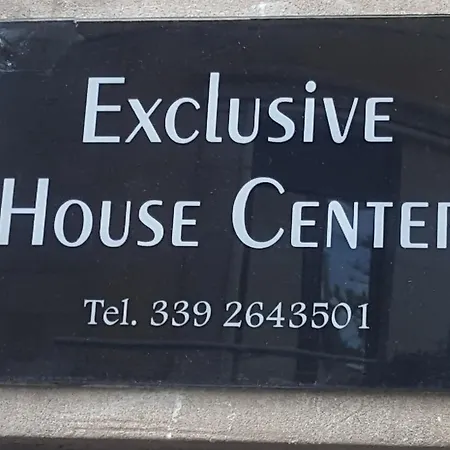 Exclusive
House Center
Tel. 339 2643501